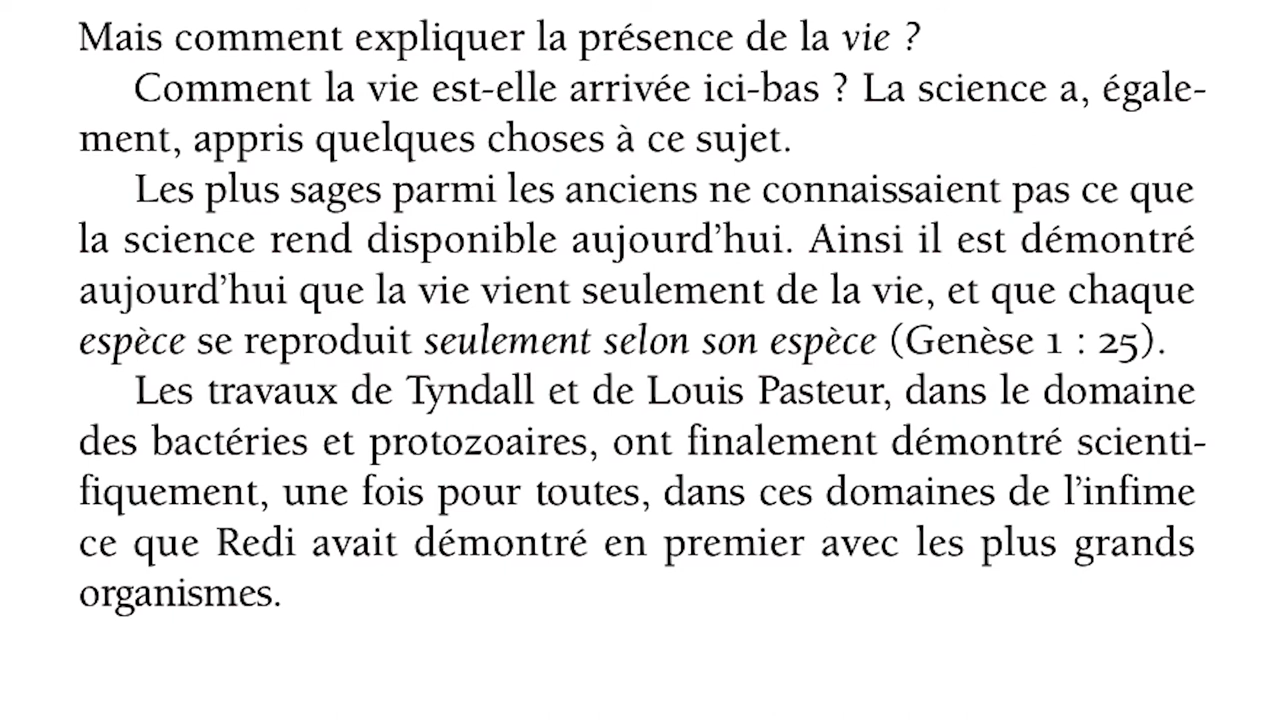 Mais comment expliquer la présence de la vie ?
Comment la vie est-elle arrivée ici-bas ? La science a, égale-
ment, appris quelques choses à ce sujet.
Les plus sages parmi les anciens ne connaissaient pas ce que
la science rend disponible aujourd’hui. Ainsi il est démontré
aujourd’hui que la vie vient seulement de la vie, et que chaque
espèce se reproduit seulement selon son espèce (Genèse 1 : 25).
Les travaux de Tyndall et de Louis Pasteur, dans le domaine
des bactéries et protozoaires, ont finalement démontré scienti-
fiquement, une fois pour toutes, dans ces domaines de l’infime
ce que Redi avait démontré en premier avec les plus grands
organismes.